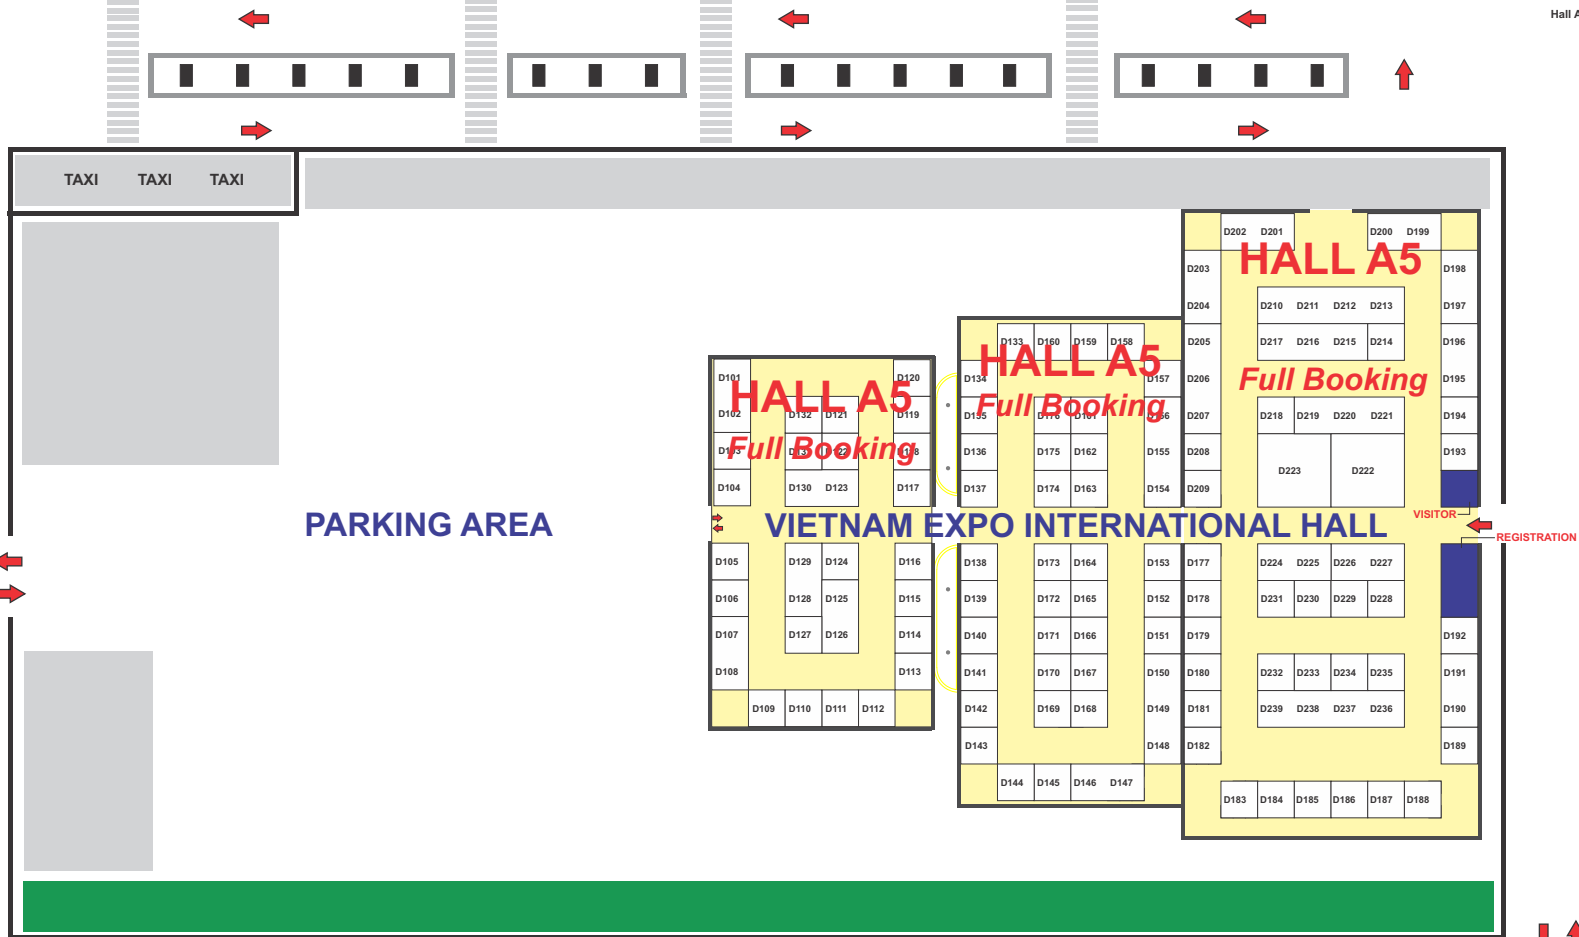 Hall A
TAXI TAXI TAXI
D202 D201 D200 D199
HALL A5
D203 D198
D204 D210 D211 D212 D213 D197
D205 D217 D216 D215 D214 D196
D206 Full Booking D195
D207 D218 D219 D220 D221 D194
D208 D193
D223 D222
D209
D133 D160 D159 D158
HALL A5
D134 D157
Full Booking
D136 D175 D162 D155
D137 D174 D163 D154
D101 D120
HALL A5
D102 D132 D121 D119
Full Booking
D104 D130 D123 D117
VISITOR
PARKING AREA
VIETNAM EXPO INTERNATIONAL HALL
REGISTRATION
D105 D129 D124 D116 D138 D173 D164 D153 D177 D224 D225 D226 D227
D106 D128 D125 D115 D139 D172 D165 D152 D178 D231 D230 D229 D228
D107 D127 D126 D114 D140 D171 D166 D151 D179 D192
D108 D113 D141 D170 D167 D150 D180 D232 D233 D234 D235 D191
D109 D110 D111 D112 D142 D169 D168 D149 D181 D239 D238 D237 D236 D190
D143 D148 D182 D189
D144 D145 D146 D147
D183 D184 D185 D186 D187 D188